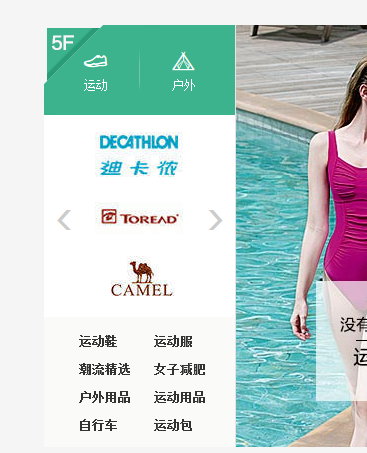 5F
运动 户外
DECATHLON
迪卡侬
TOREAD
CAMEL
运动鞋 运动服
潮流精选 女子减肥
户外用品 运动用品
自行车 运动包
没有
运